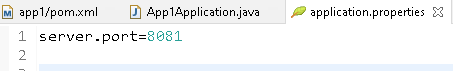 app1/pom.xml App1Application.java application.properties
1 server.port=8081
2